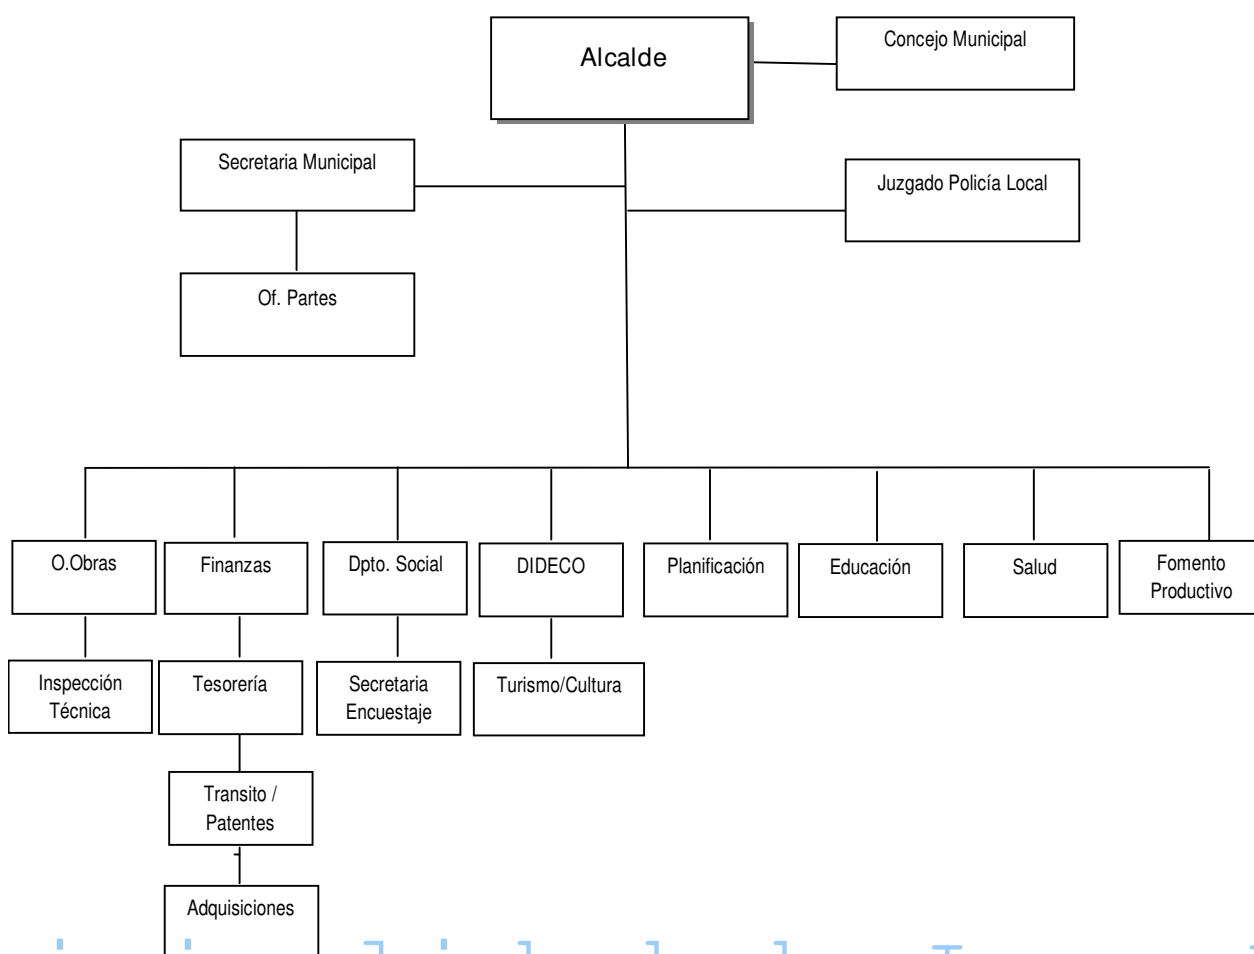 Alcalde
Concejo Municipal
Secretaria Municipal
Juzgado Policía Local
Of. Partes
O.Obras
Finanzas
Dpto. Social
DIDECO
Planificación
Educación
Salud
Fomento
Productivo
Inspección
Técnica
Tesorería
Secretaria
Encuestaje
Turismo/Cultura
Transito /
Patentes
Adquisiciones